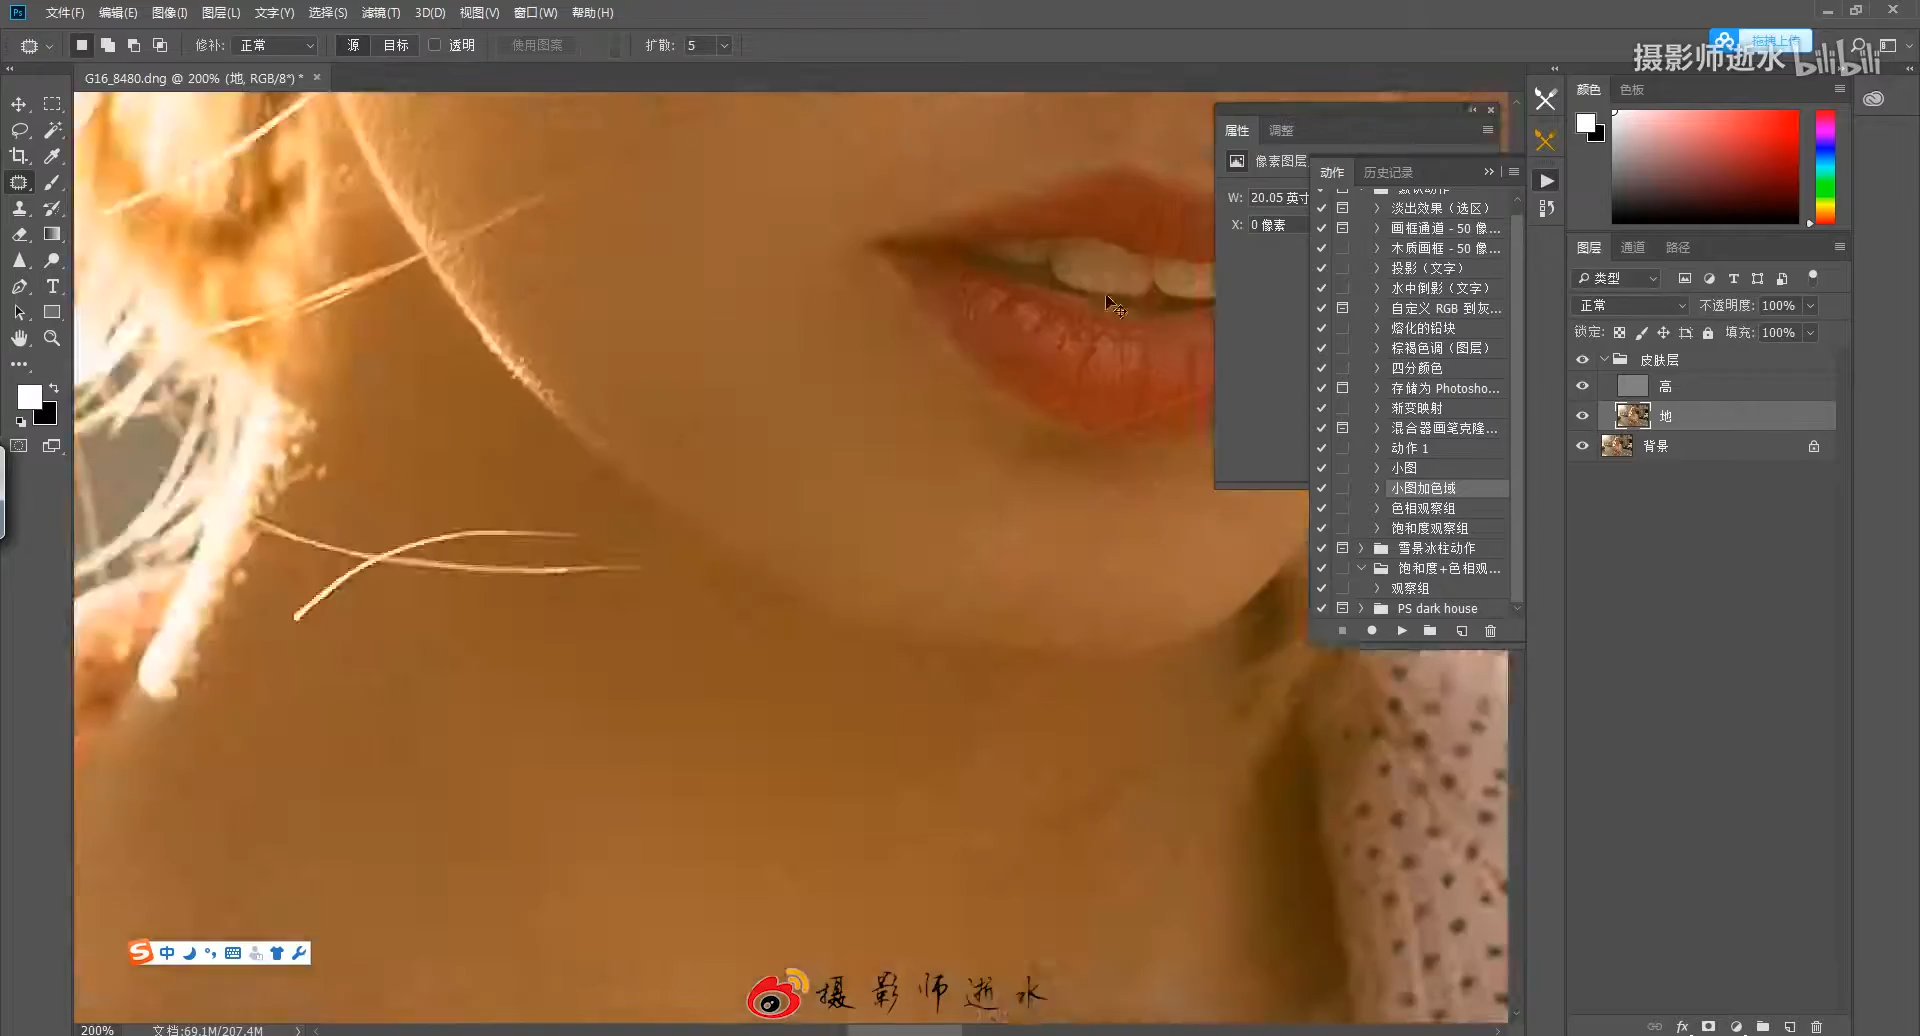 Ps 文件(F) 编辑(E) 图像(I) 图层(L) 文字(Y) 选择(S) 滤镜(T) 3D(D) 视图(V) 窗口(W) 帮助(H)
修补: 正常 源 目标 透明 使用图案 扩散: 5
拖拽上传
摄影师逝水 bilibili
G16_8480.dng @ 200% (地, RGB/8*) * ×
颜色 色板
属性 调整
像素图层
W: 20.05 英寸
X: 0 像素
动作 历史记录
默认动作
淡出效果（选区）
画框通道 - 50 像...
木质画框 - 50 像...
投影（文字）
水中倒影（文字）
自定义 RGB 到灰...
熔化的铅块
棕褐色调（图层）
四分颜色
存储为 Photosho...
渐变映射
混合器画笔克隆...
动作 1
小图
小图加色域
色相观察组
饱和度观察组
雪景冰柱动作
饱和度+色相观...
观察组
PS dark house
图层 通道 路径
类型
正常 不透明度: 100%
锁定: 填充: 100%
皮肤层
高
地
背景
中
摄影师逝水
200% 文档:69.1M/207.4M